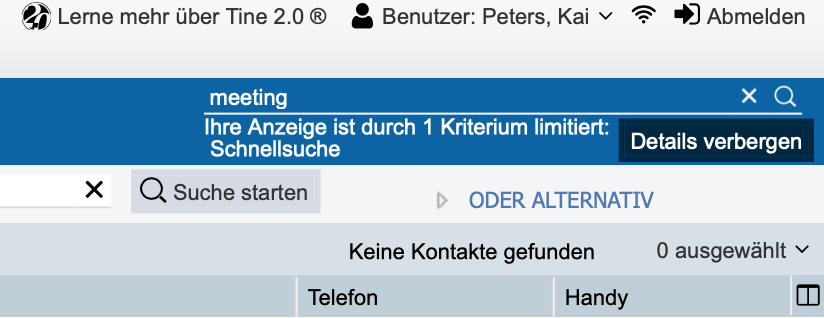 Lerne mehr über Tine 2.0 ® Benutzer: Peters, Kai Abmelden
meeting
Ihre Anzeige ist durch 1 Kriterium limitiert:
Schnellsuche
Details verbergen
Suche starten ODER ALTERNATIV
Keine Kontakte gefunden 0 ausgewählt
Telefon Handy